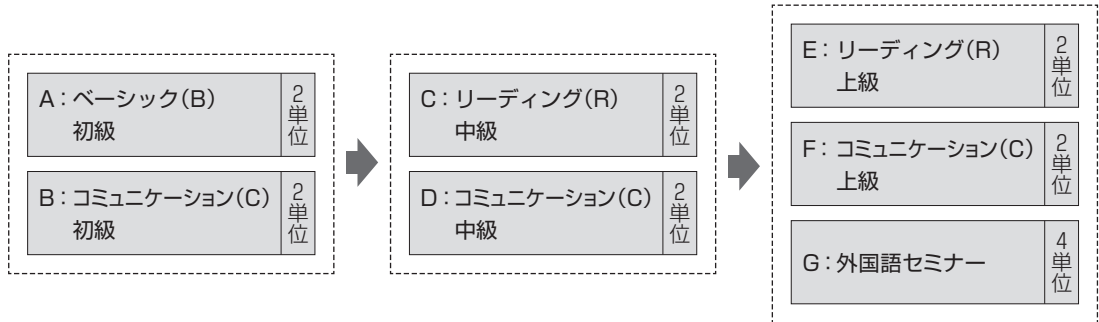 A：ベーシック(B)
初級
2単位
B：コミュニケーション(C)
初級
2単位
C：リーディング(R)
中級
2単位
D：コミュニケーション(C)
中級
2単位
E：リーディング(R)
上級
2単位
F：コミュニケーション(C)
上級
2単位
G：外国語セミナー
4単位